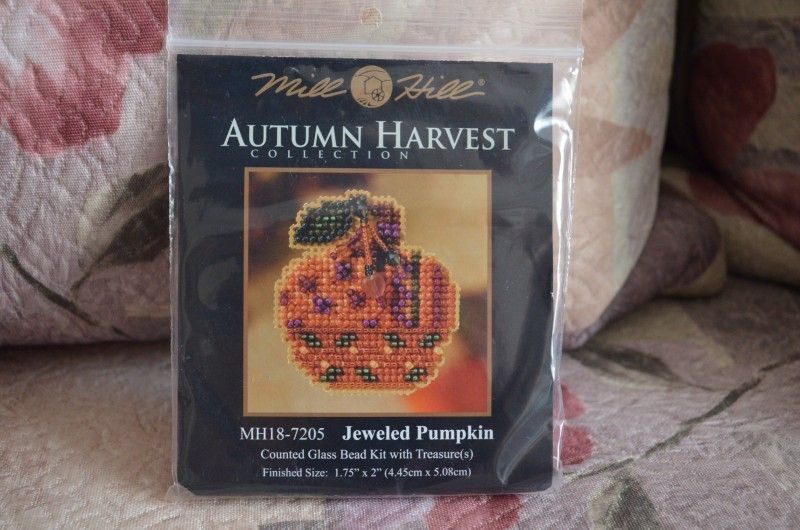 Mill Hill®
AUTUMN HARVEST
COLLECTION
MH18-7205 Jeweled Pumpkin
Counted Glass Bead Kit with Treasure(s)
Finished Size: 1.75" x 2" (4.45cm x 5.08cm)